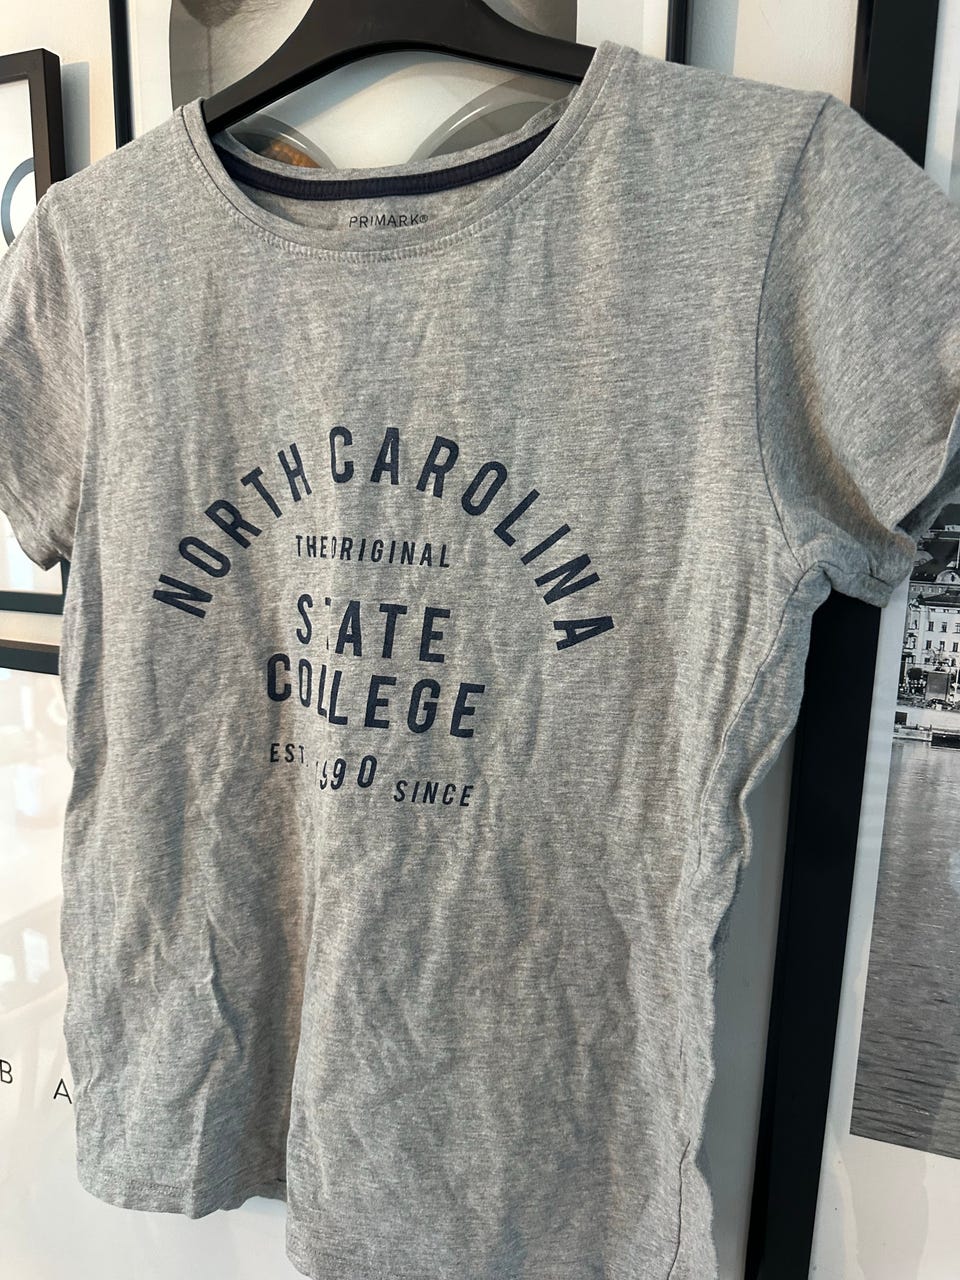 PRIMARK®
NORTH CAROLINA
THE ORIGINAL
STATE
COLLEGE
EST. 1990 SINCE
B A